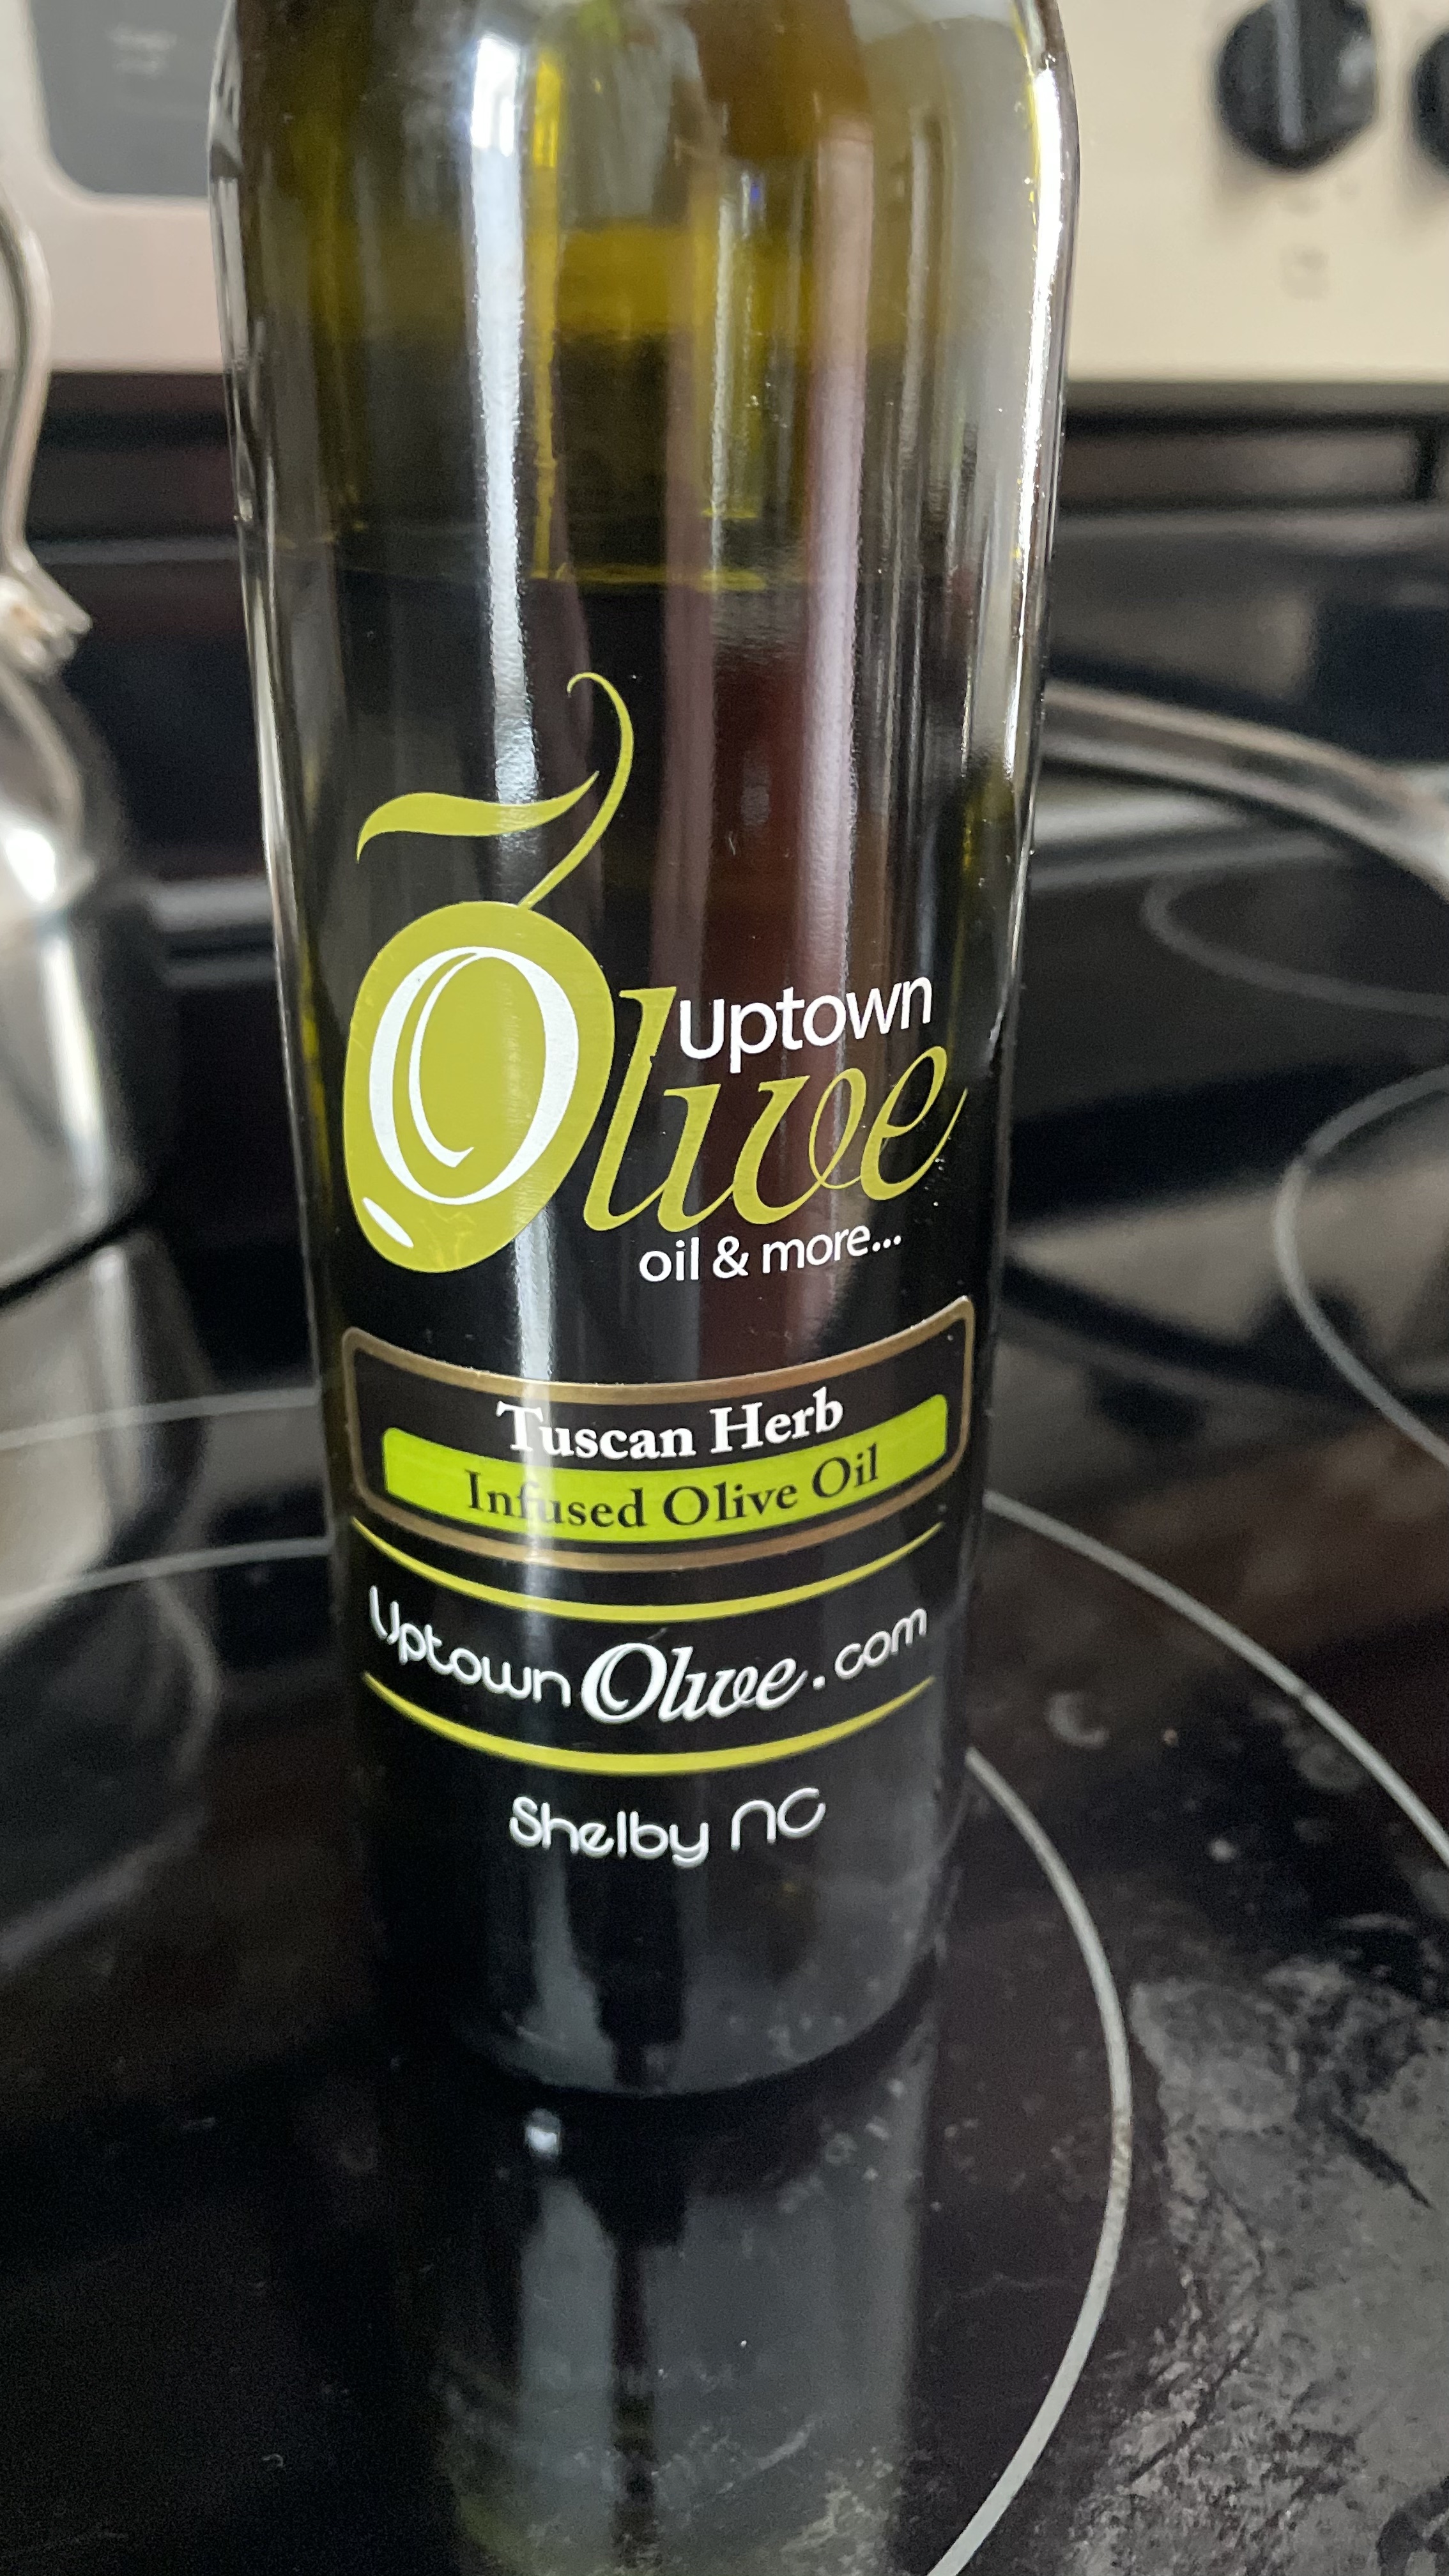 Uptown
Olive
oil & more...
Tuscan Herb
Infused Olive Oil
UptownOlive.com
Shelby NC